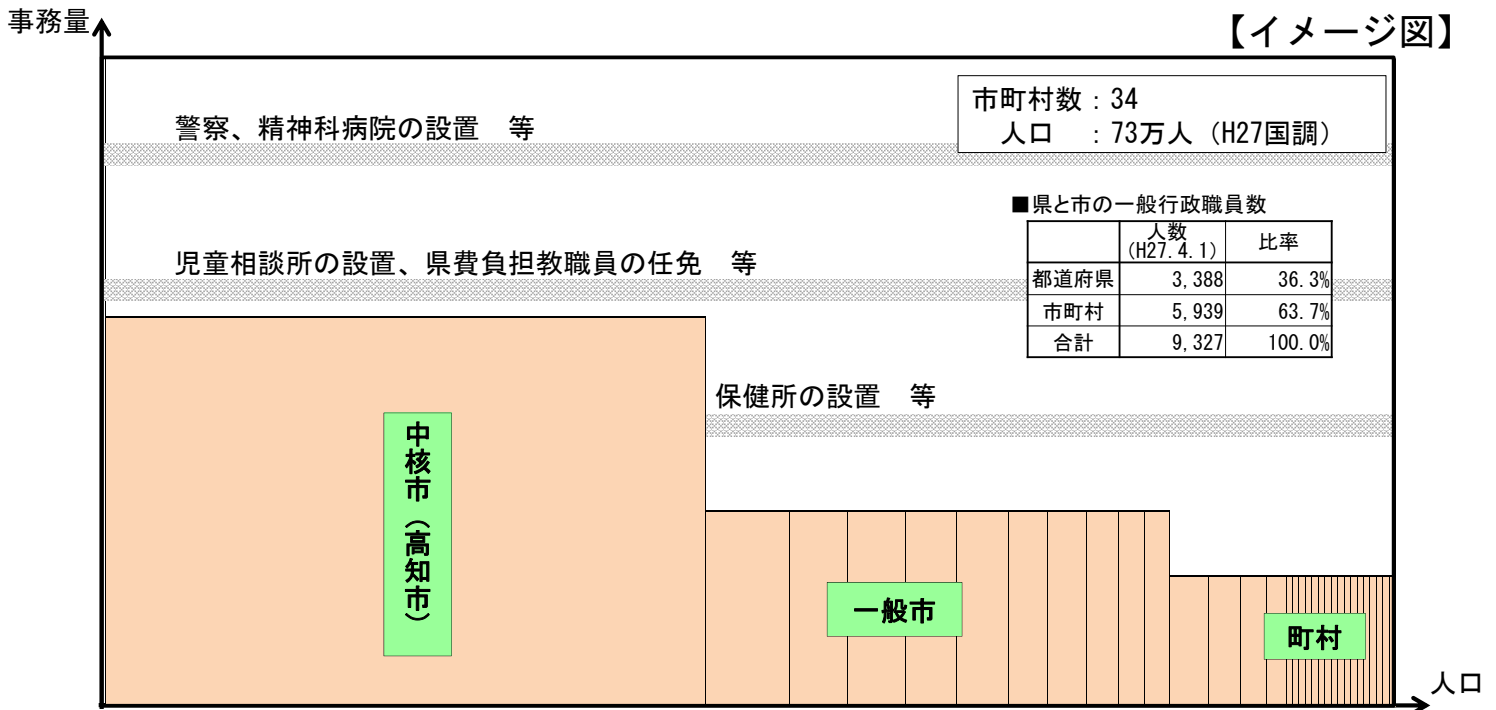 事務量
【イメージ図】
市町村数：34
人口　：73万人（H27国調）
警察、精神科病院の設置　等
■県と市の一般行政職員数
人数
(H27.4.1)
比率
都道府県 3,388 36.3%
市町村 5,939 63.7%
合計 9,327 100.0%
児童相談所の設置、県費負担教職員の任免　等
保健所の設置　等
中核市（高知市）
一般市
町村
人口